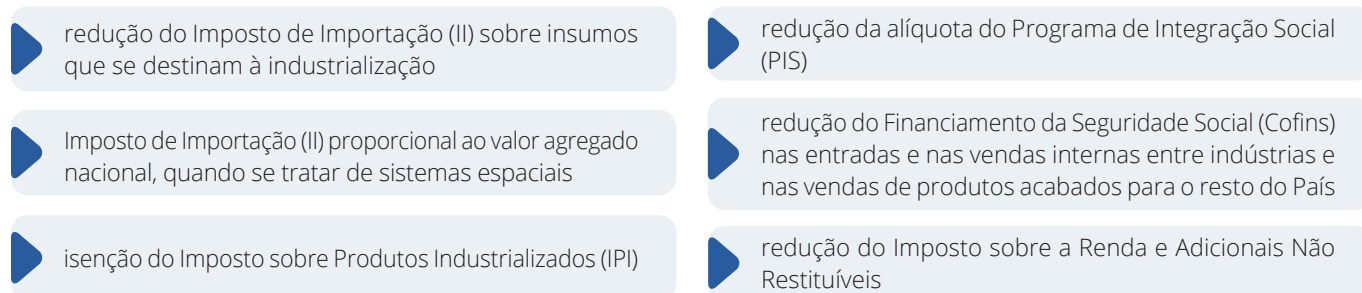 redução do Imposto de Importação (II) sobre insumos
que se destinam à industrialização
Imposto de Importação (II) proporcional ao valor agregado
nacional, quando se tratar de sistemas espaciais
isenção do Imposto sobre Produtos Industrializados (IPI)
redução da alíquota do Programa de Integração Social
(PIS)
redução do Financiamento da Seguridade Social (Cofins)
nas entradas e nas vendas internas entre indústrias e
nas vendas de produtos acabados para o resto do País
redução do Imposto sobre a Renda e Adicionais Não
Restituíveis